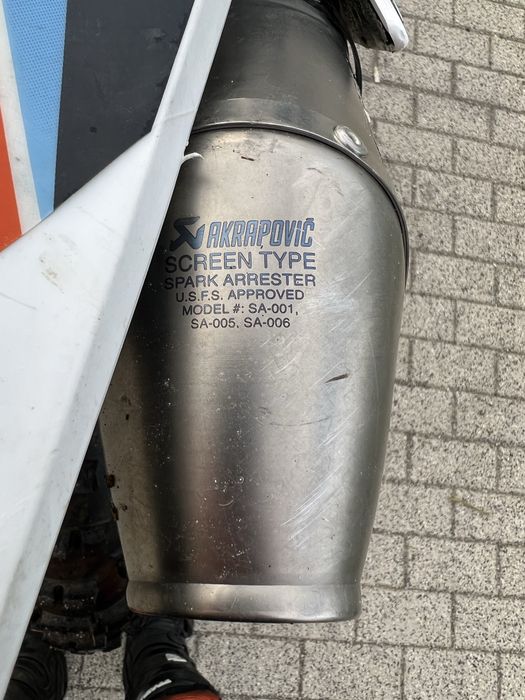 AKRAPOVIČ
SCREEN TYPE
SPARK ARRESTER
U.S.F.S. APPROVED
MODEL #: SA-001,
SA-005, SA-006